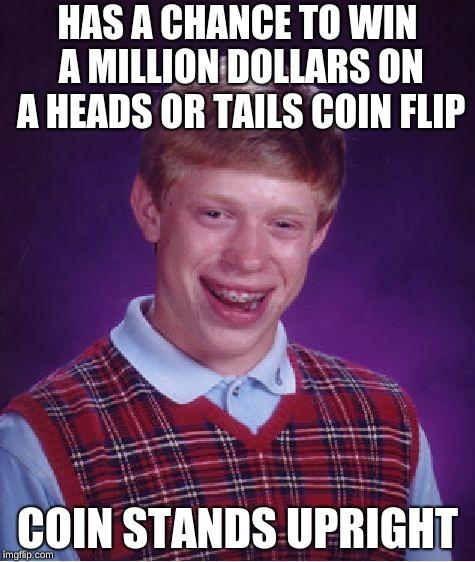 HAS A CHANCE TO WIN
A MILLION DOLLARS ON
A HEADS OR TAILS COIN FLIP
COIN STANDS UPRIGHT
imgflip.com